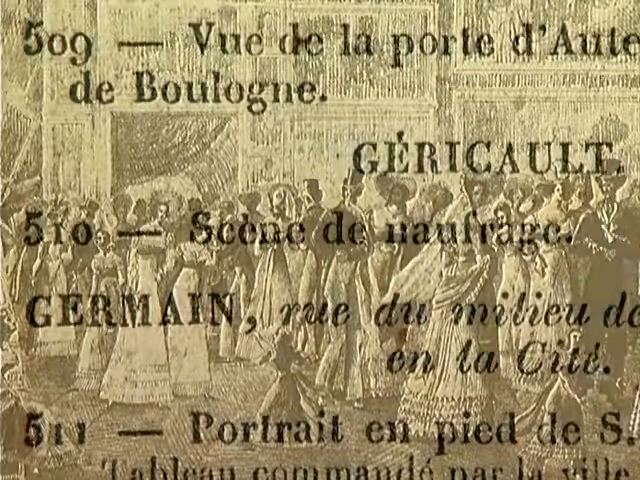 509 — Vue de la porte d'Aute
de Boulogne.
GÉRICAULT.
510 — Scène de naufrage.
GERMAIN, rue du milieu de
en la Cité.
511 — Portrait en pied de S.
Tableau commandé par la ville